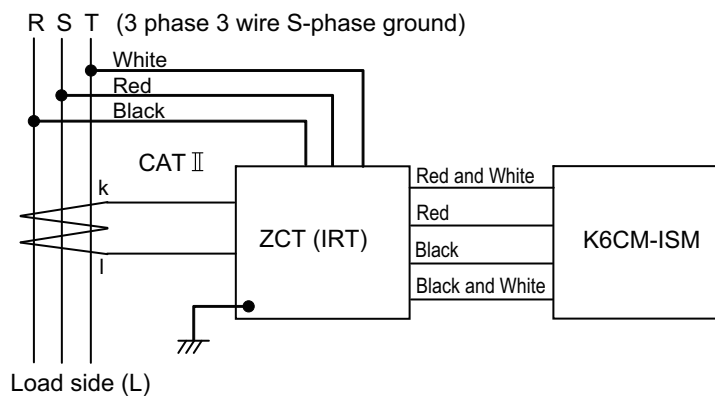 R S T (3 phase 3 wire S-phase ground)
White
Red
Black
CAT Ⅱ
k
l
ZCT (IRT)
Red and White
Red
Black
Black and White
K6CM-ISM
Load side (L)